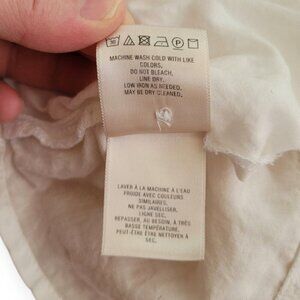 MACHINE WASH COLD WITH LIKE
COLORS.
DO NOT BLEACH.
LINE DRY.
LOW IRON AS NEEDED.
MAY BE DRY CLEANED.
LAVER À LA MACHINE À L'EAU
FROIDE AVEC COULEURS
SIMILAIRES.
NE PAS JAVELLISER.
LIGNE SEC.
REPASSER, AU BESOIN, À TRÈS
BASSE TEMPÉRATURE.
PEUT-ÊTRE ÊTRE NETTOYER À
SEC.